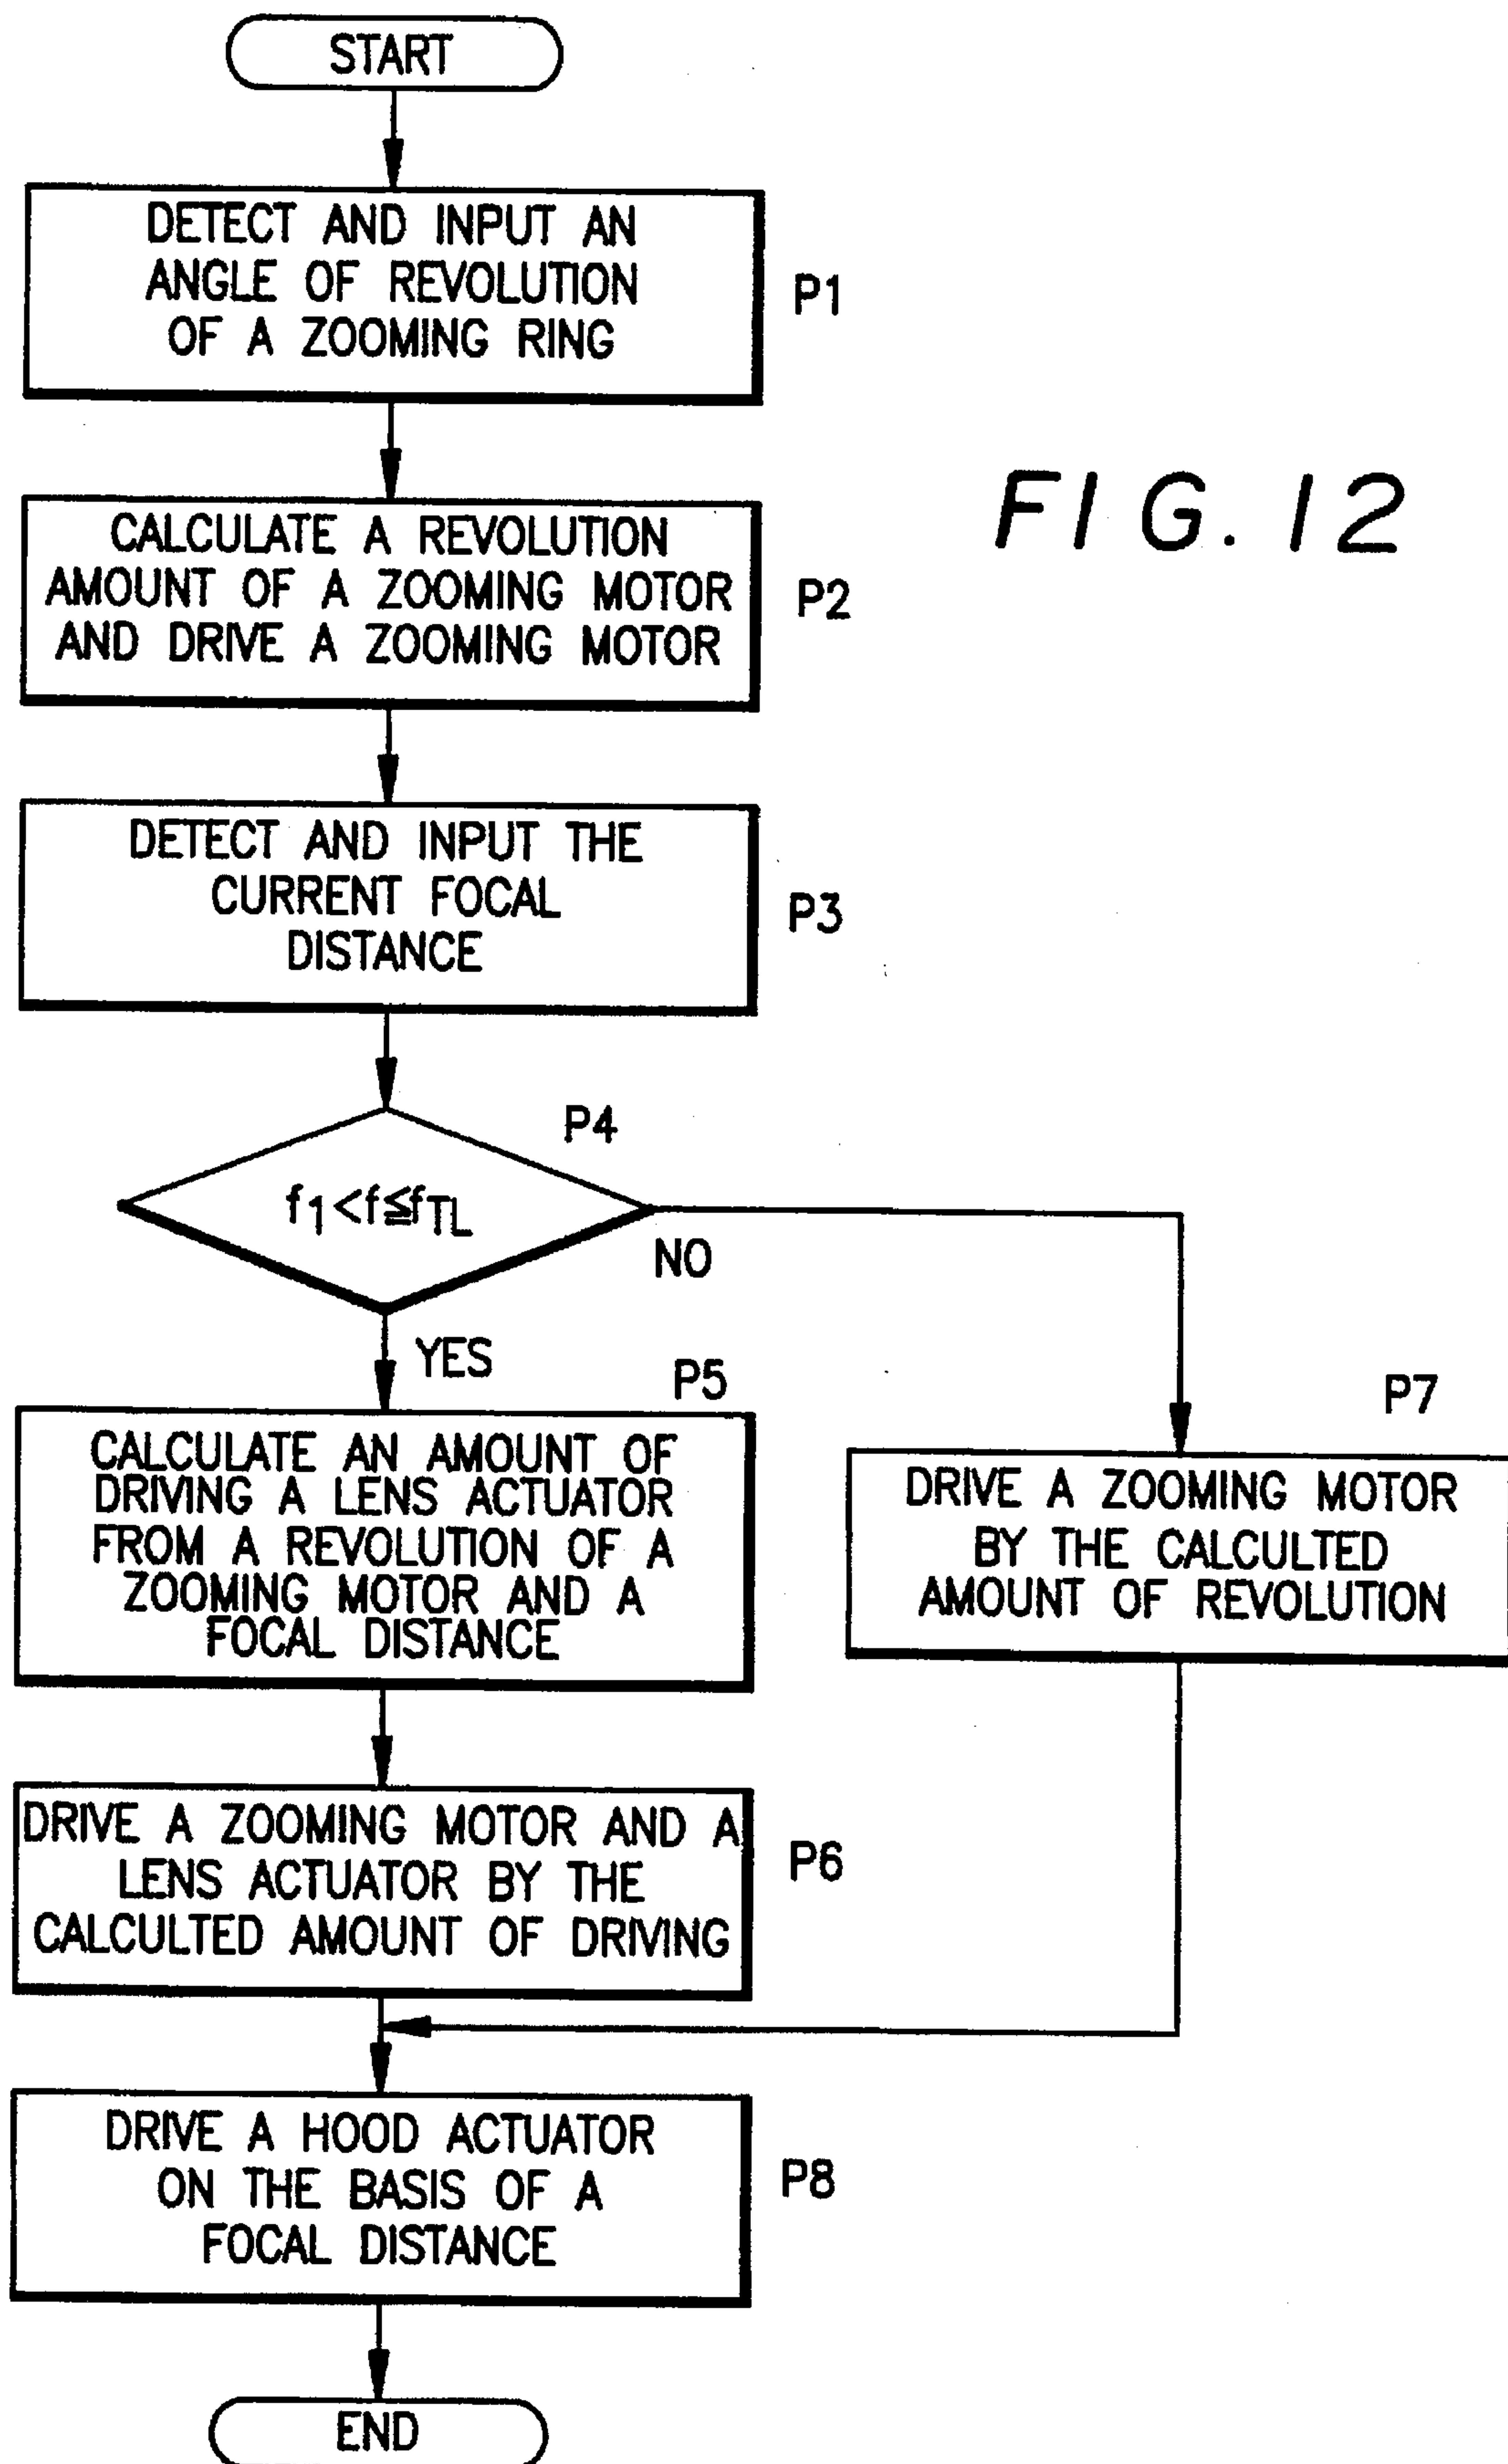 START
DETECT AND INPUT AN
ANGLE OF REVOLUTION
OF A ZOOMING RING
P1
FIG. 12
CALCULATE A REVOLUTION
AMOUNT OF A ZOOMING MOTOR
AND DRIVE A ZOOMING MOTOR
P2
DETECT AND INPUT THE
CURRENT FOCAL
DISTANCE
P3
P4
f1<f≦fTL
NO
YES
P5
CALCULATE AN AMOUNT OF
DRIVING A LENS ACTUATOR
FROM A REVOLUTION OF A
ZOOMING MOTOR AND A
FOCAL DISTANCE
P7
DRIVE A ZOOMING MOTOR
BY THE CALCULTED
AMOUNT OF REVOLUTION
DRIVE A ZOOMING MOTOR AND A
LENS ACTUATOR BY THE
CALCULTED AMOUNT OF DRIVING
P6
DRIVE A HOOD ACTUATOR
ON THE BASIS OF A
FOCAL DISTANCE
P8
END